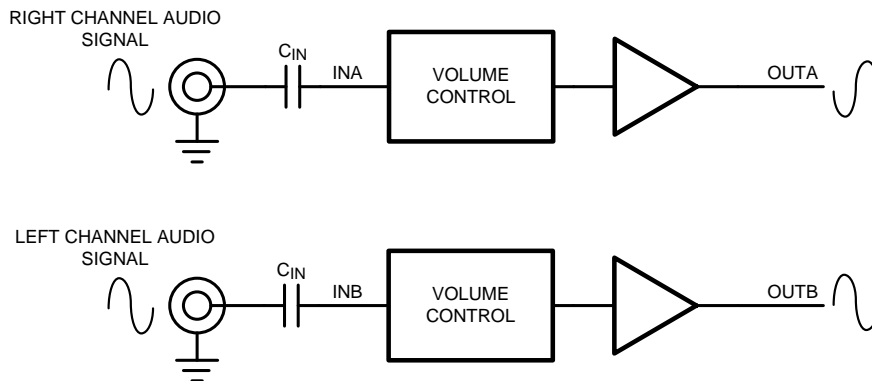 RIGHT CHANNEL AUDIO
SIGNAL
CIN
INA
VOLUME
CONTROL
OUTA
LEFT CHANNEL AUDIO
SIGNAL
CIN
INB
VOLUME
CONTROL
OUTB